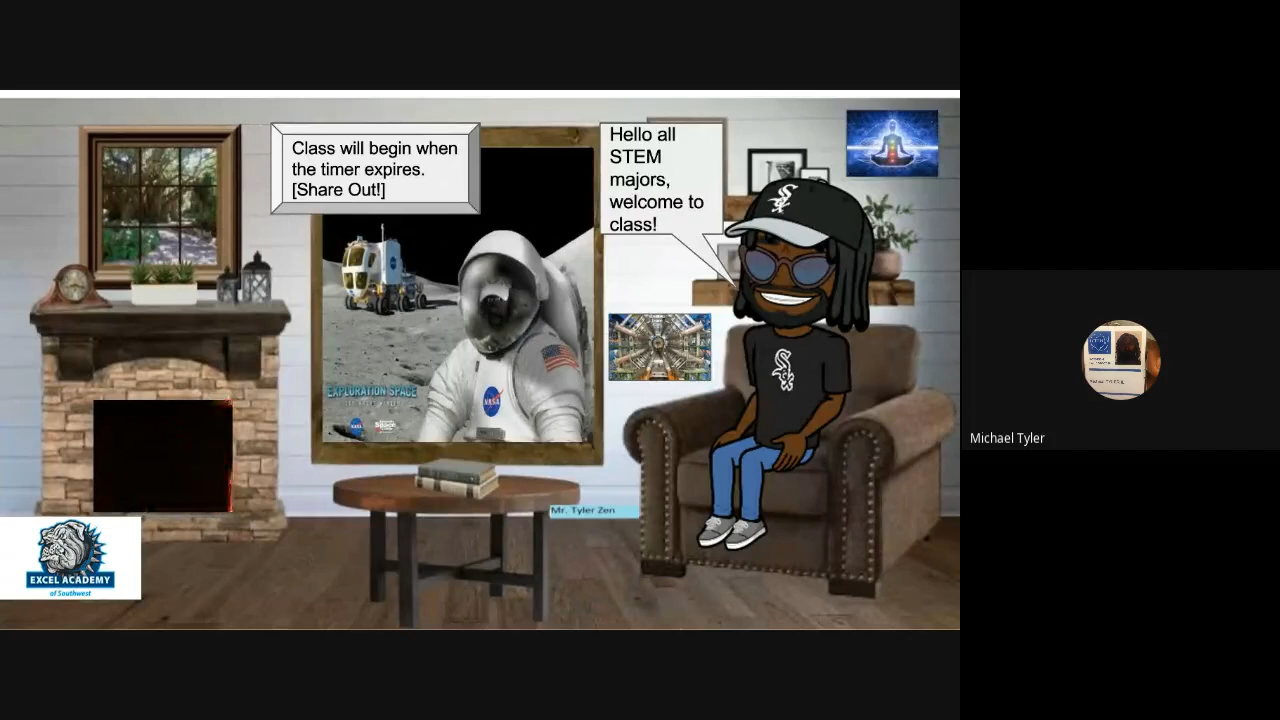 Class will begin when
the timer expires.
[Share Out!]
Hello all
STEM
majors,
welcome to
class!
EXPLORATION SPACE
NASA
Mr. Tyler Zen
EXCEL ACADEMY
of Southwest
Michael Tyler